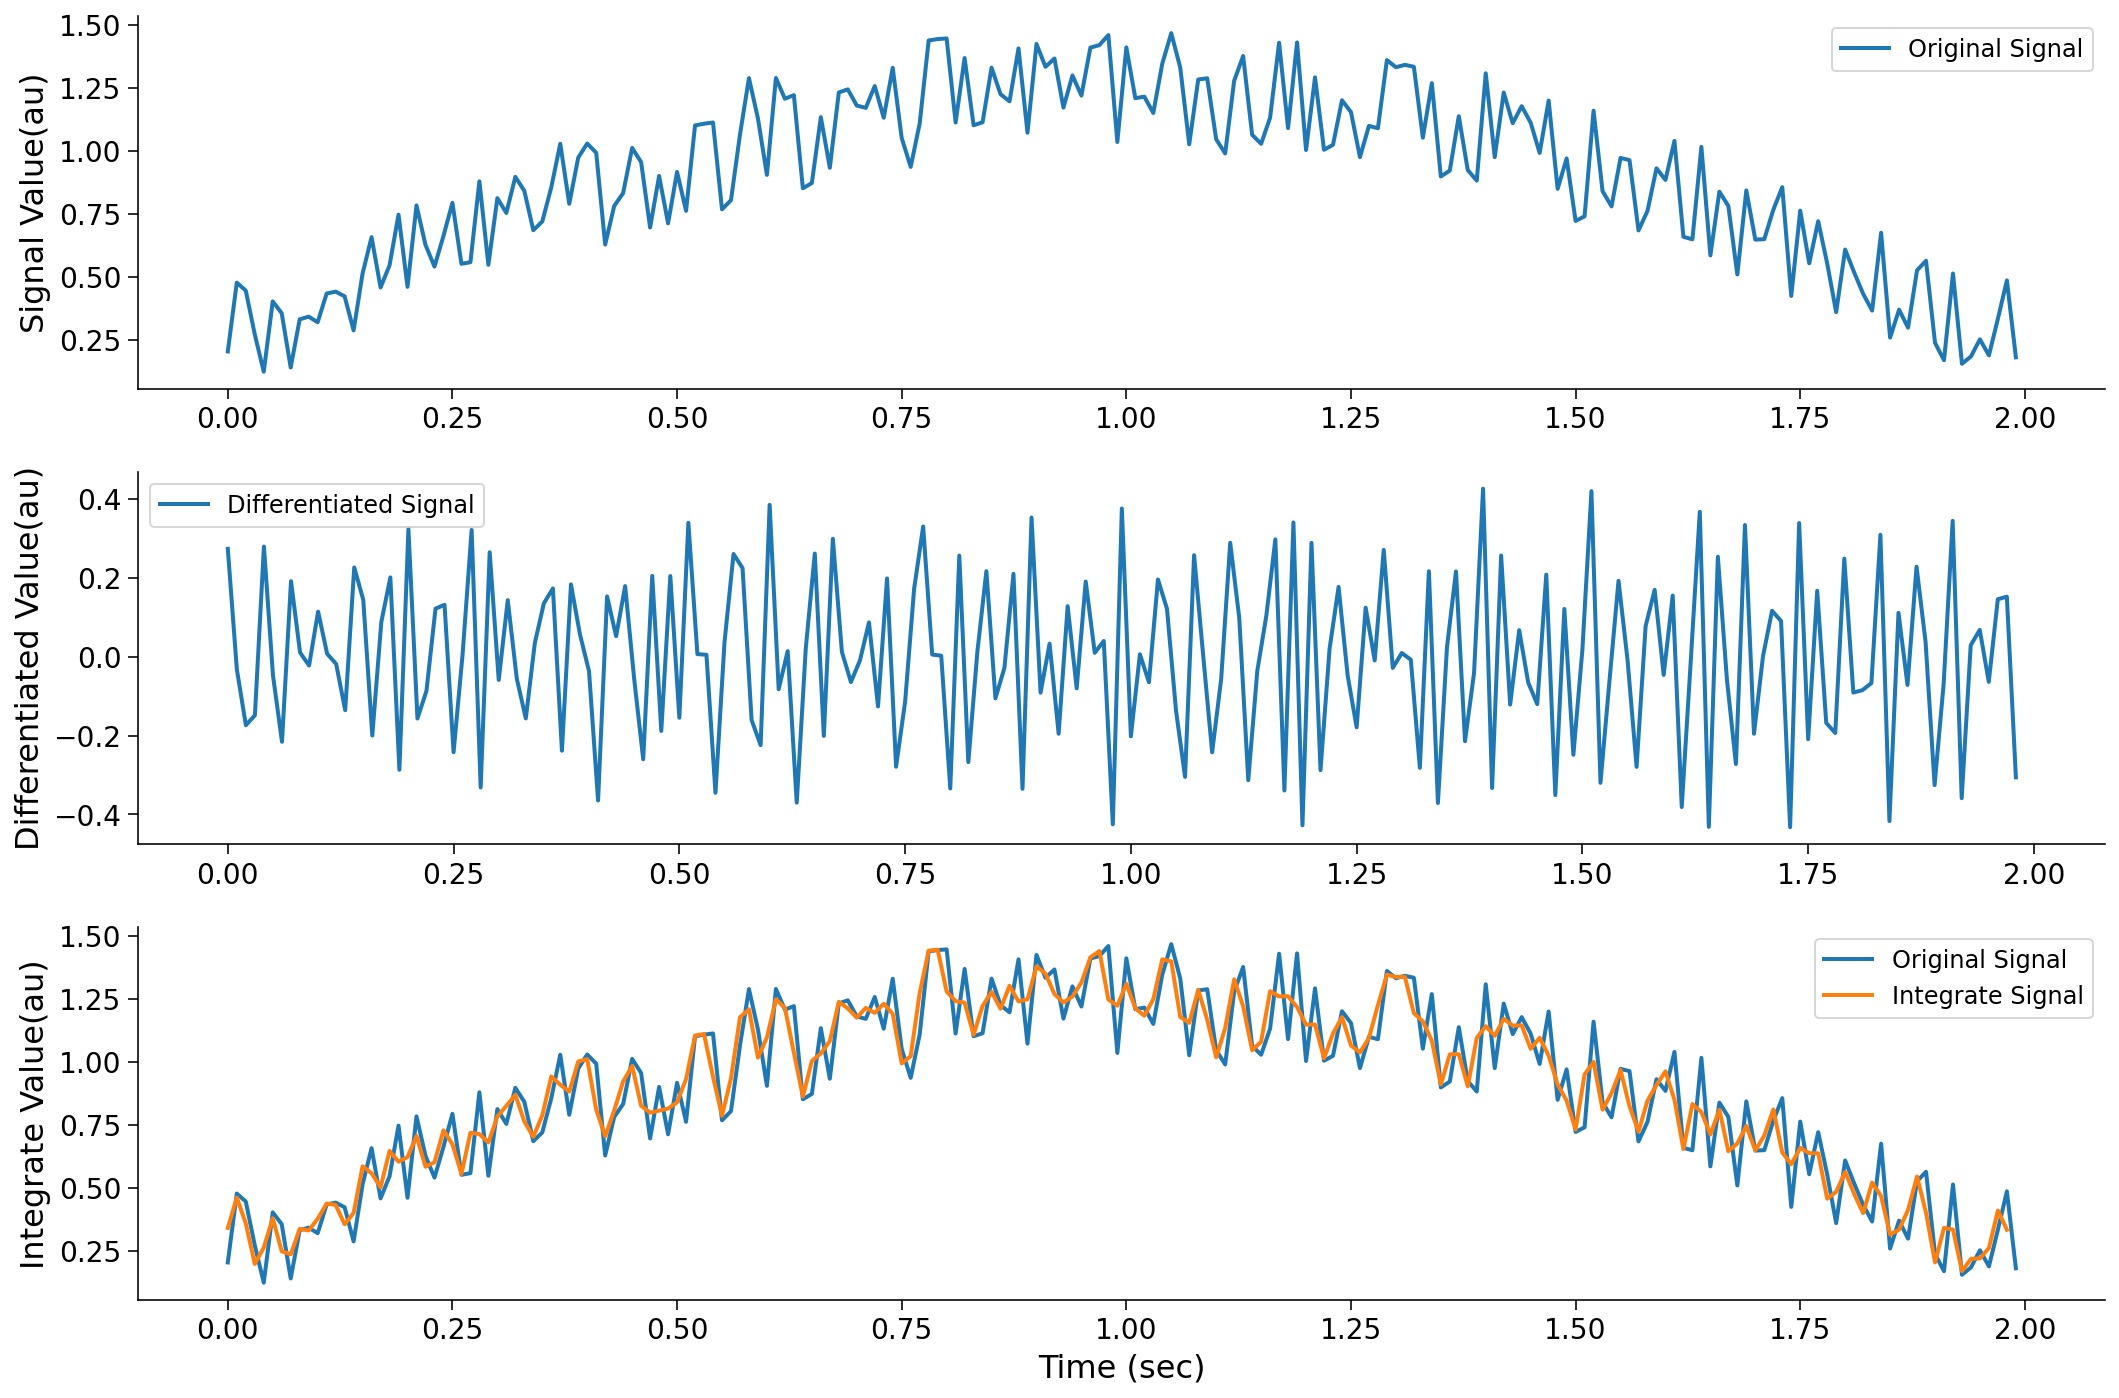 Signal Value(au)
1.50
1.25
1.00
0.75
0.50
0.25
Original Signal
0.00 0.25 0.50 0.75 1.00 1.25 1.50 1.75 2.00
Differentiated Value(au)
0.4
0.2
0.0
−0.2
−0.4
Differentiated Signal
0.00 0.25 0.50 0.75 1.00 1.25 1.50 1.75 2.00
Integrate Value(au)
1.50
1.25
1.00
0.75
0.50
0.25
Original Signal
Integrate Signal
0.00 0.25 0.50 0.75 1.00 1.25 1.50 1.75 2.00
Time (sec)